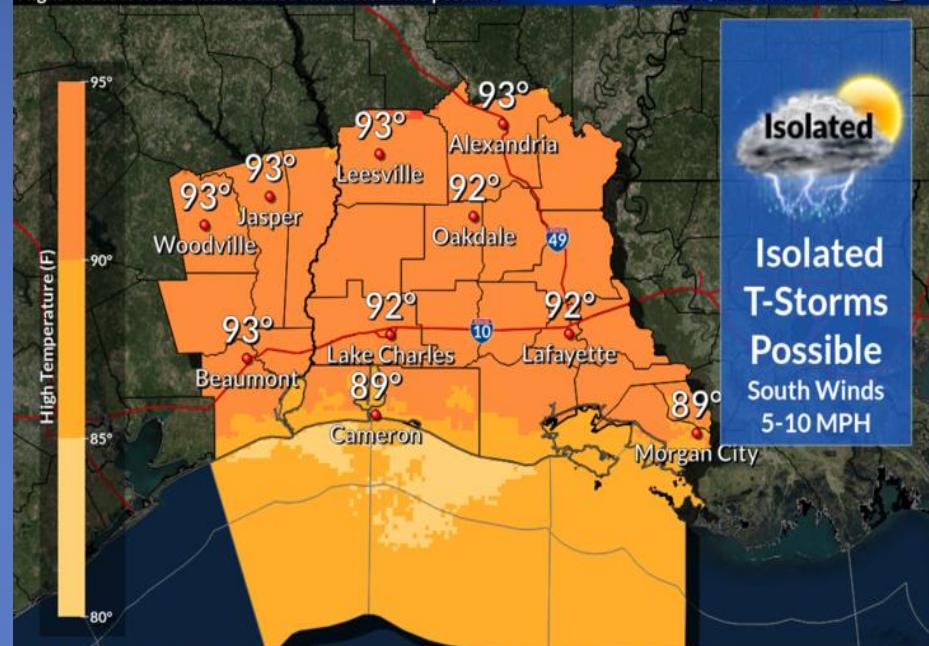 95°
90°
85°
80°
High Temperature (F)
93°
Alexandria
93°
Leesville
93°
Jasper
93°
Woodville
92°
Oakdale
49
93°
Beaumont
92°
Lake Charles
10
92°
Lafayette
89°
Cameron
89°
Morgan City
Isolated
Isolated
T-Storms
Possible
South Winds
5-10 MPH